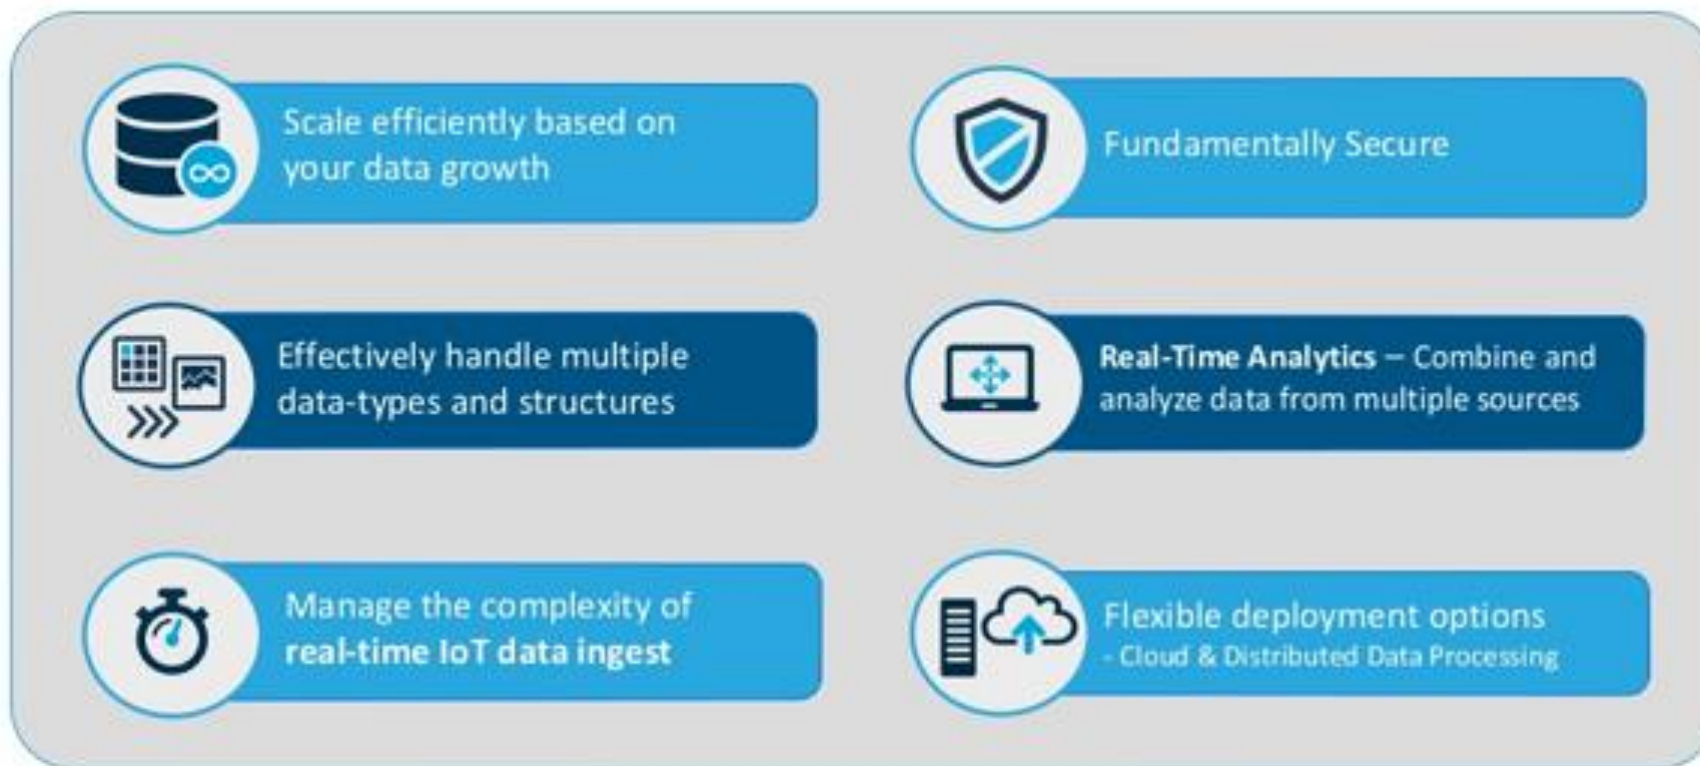 Scale efficiently based on
your data growth
Fundamentally Secure
Effectively handle multiple
data-types and structures
Real-Time Analytics – Combine and
analyze data from multiple sources
Manage the complexity of
real-time IoT data ingest
Flexible deployment options
- Cloud & Distributed Data Processing